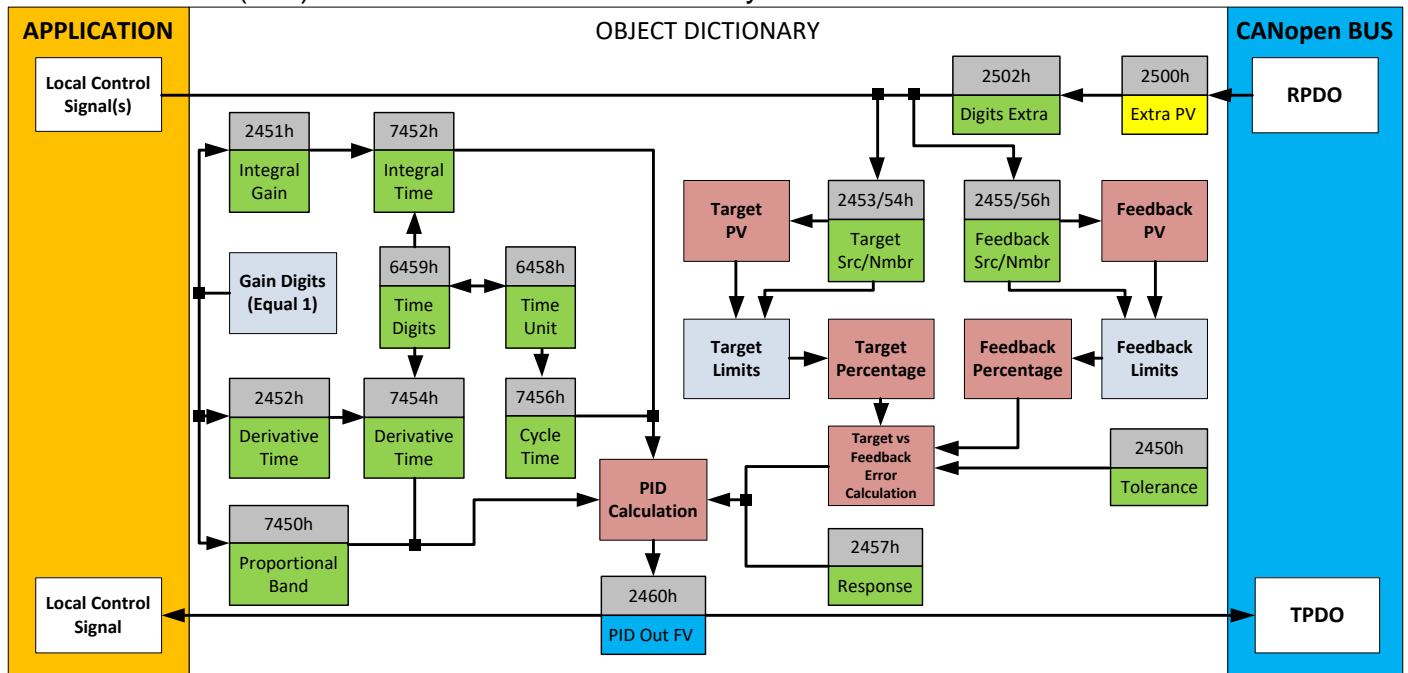 APPLICATION
OBJECT DICTIONARY
CANopen BUS
Local Control
Signal(s)
2502h
Digits Extra
2500h
Extra PV
RPDO
2451h
Integral
Gain
7452h
Integral
Time
Target
PV
2453/54h
Target
Src/Nmbr
2455/56h
Feedback
Src/Nmbr
Feedback
PV
Gain Digits
(Equal 1)
6459h
Time
Digits
6458h
Time
Unit
Target
Limits
Target
Percentage
Feedback
Percentage
Feedback
Limits
2452h
Derivative
Time
7454h
Derivative
Time
7456h
Cycle
Time
Target vs
Feedback
Error
Calculation
2450h
Tolerance
PID
Calculation
7450h
Proportional
Band
2457h
Response
Local Control
Signal
2460h
PID Out FV
TPDO